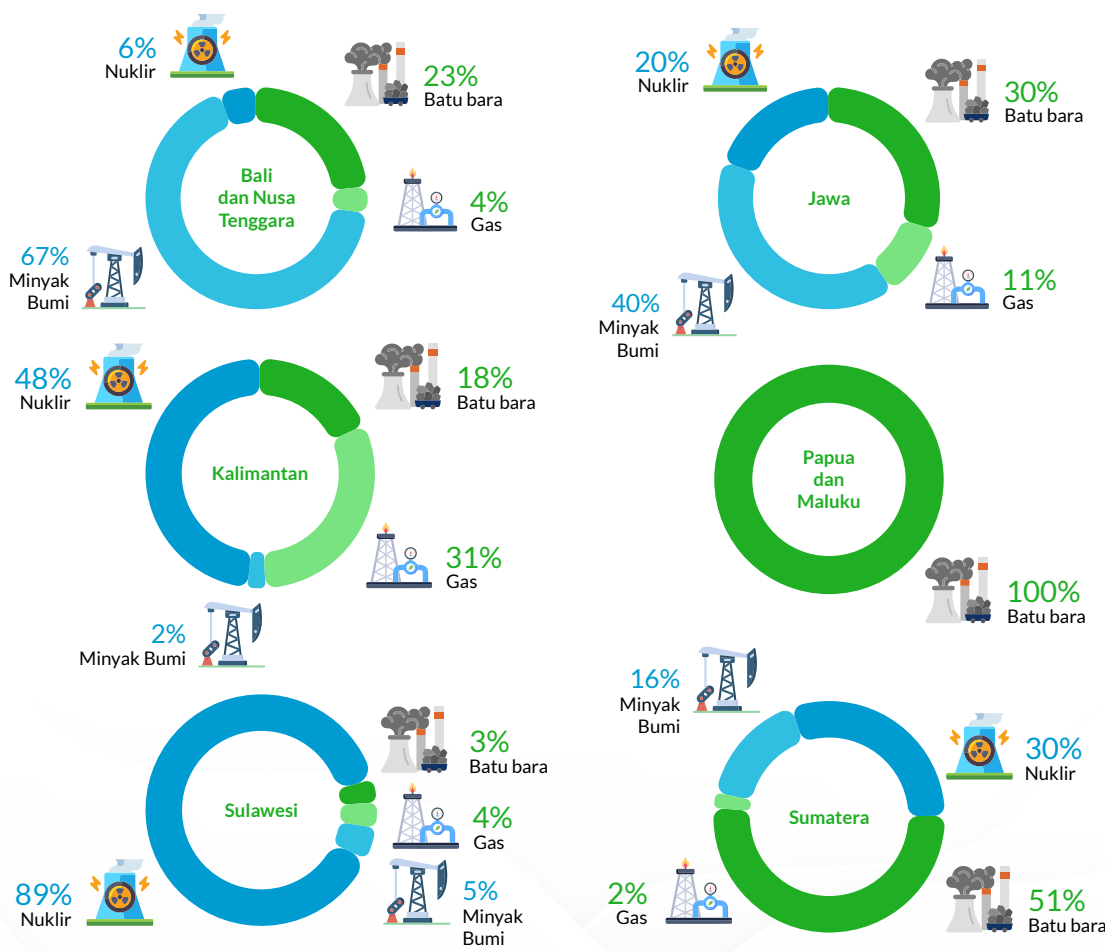 6%
Nuklir
23%
Batu bara
Bali
dan Nusa
Tenggara
4%
Gas
67%
Minyak
Bumi
20%
Nuklir
30%
Batu bara
Jawa
11%
Gas
40%
Minyak
Bumi
48%
Nuklir
18%
Batu bara
Kalimantan
31%
Gas
2%
Minyak Bumi
Papua
dan
Maluku
100%
Batu bara
3%
Batu bara
Sulawesi
4%
Gas
89%
Nuklir
5%
Minyak
Bumi
16%
Minyak
Bumi
30%
Nuklir
Sumatera
2%
Gas
51%
Batu bara